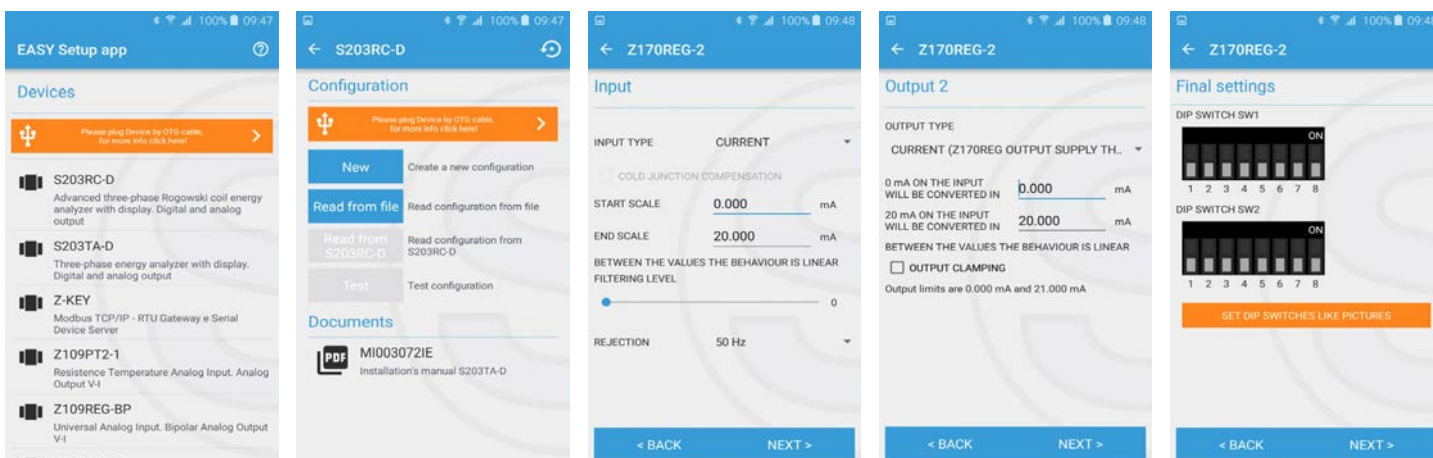 100% 09:47
EASY Setup app
Devices
Please plug Device by OTG cable,
for more info click here!
S203RC-D
Advanced three-phase Rogowski coil energy
analyzer with display. Digital and analog
output
S203TA-D
Three-phase energy analyzer with display.
Digital and analog output
Z-KEY
Modbus TCP/IP - RTU Gateway e Serial
Device Server
Z109PT2-1
Resistence Temperature Analog Input. Analog
Output V-I
Z109REG-BP
Universal Analog Input. Bipolar Analog Output
V-I
100% 09:47
S203RC-D
Configuration
Please plug Device by OTG cable,
for more info click here!
New
Create a new configuration
Read from file
Read configuration from file
Read from
S203RC-D
Read configuration from
S203RC-D
Test
Test configuration
Documents
PDF
MI003072IE
Installation's manual S203TA-D
100% 09:48
Z170REG-2
Input
INPUT TYPE CURRENT
COLD JUNCTION COMPENSATION
START SCALE 0.000 mA
END SCALE 20.000 mA
BETWEEN THE VALUES THE BEHAVIOUR IS LINEAR
FILTERING LEVEL
0
REJECTION 50 Hz
< BACK NEXT >
100% 09:48
Z170REG-2
Output 2
OUTPUT TYPE
CURRENT (Z170REG OUTPUT SUPPLY TH..
0 mA ON THE INPUT
WILL BE CONVERTED IN 0.000 mA
20 mA ON THE INPUT
WILL BE CONVERTED IN 20.000 mA
BETWEEN THE VALUES THE BEHAVIOUR IS LINEAR
OUTPUT CLAMPING
Output limits are 0.000 mA and 21.000 mA
< BACK NEXT >
100%
Z170REG-2
Final settings
DIP SWITCH SW1
ON
1 2 3 4 5 6 7 8
DIP SWITCH SW2
ON
1 2 3 4 5 6 7 8
SET DIP SWITCHES LIKE PICTURES
< BACK NEXT >